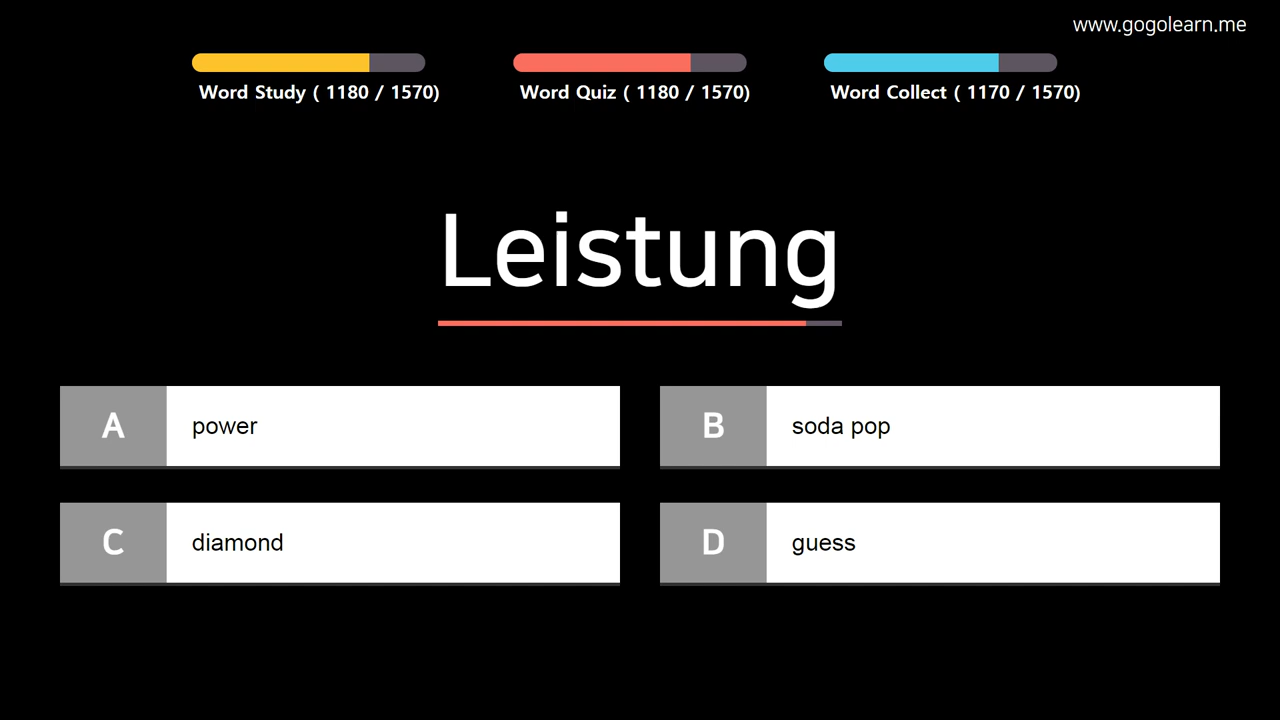 www.gogolearn.me
Word Study ( 1180 / 1570)
Word Quiz ( 1180 / 1570)
Word Collect ( 1170 / 1570)
Leistung
A power
B soda pop
C diamond
D guess